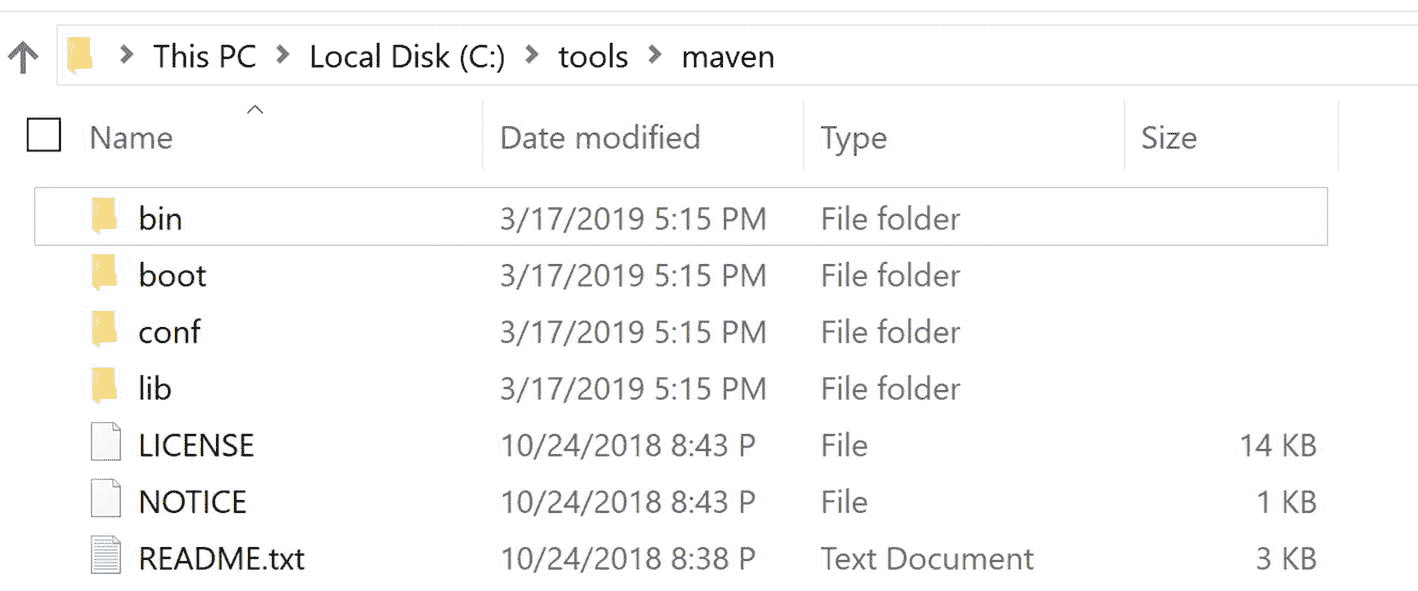 This PC > Local Disk (C:) > tools > maven
Name Date modified Type Size
bin 3/17/2019 5:15 PM File folder
boot 3/17/2019 5:15 PM File folder
conf 3/17/2019 5:15 PM File folder
lib 3/17/2019 5:15 PM File folder
LICENSE 10/24/2018 8:43 P File 14 KB
NOTICE 10/24/2018 8:43 P File 1 KB
README.txt 10/24/2018 8:38 P Text Document 3 KB